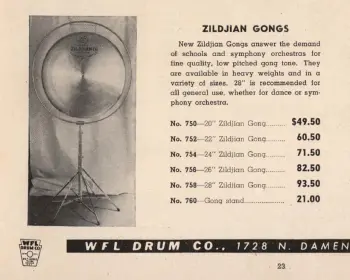 ZILDJIAN GONGS
New Zildjian Gongs answer the demand
of schools and symphony orchestras for
fine quality, low pitched gong tone. They
are available in heavy weights and in a
variety of sizes. 28" is recommended for
all general use, whether for dance or sym-
phony orchestra.
No. 750—20" Zildjian Gong.......... $49.50
No. 752—22" Zildjian Gong.......... 60.50
No. 754—24" Zildjian Gong.......... 71.50
No. 756—26" Zildjian Gong.......... 82.50
No. 758—28" Zildjian Gong.......... 93.50
No. 760—Gong stand.................. 21.00
WFL
DRUM CO.
WFL DRUM CO., 1728 N. DAMEN
23